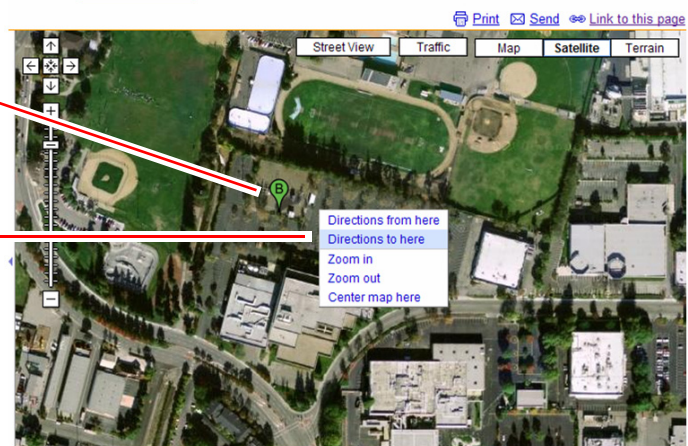 Print Send Link to this page
Street View Traffic Map Satellite Terrain
B
Directions from here
Directions to here
Zoom in
Zoom out
Center map here